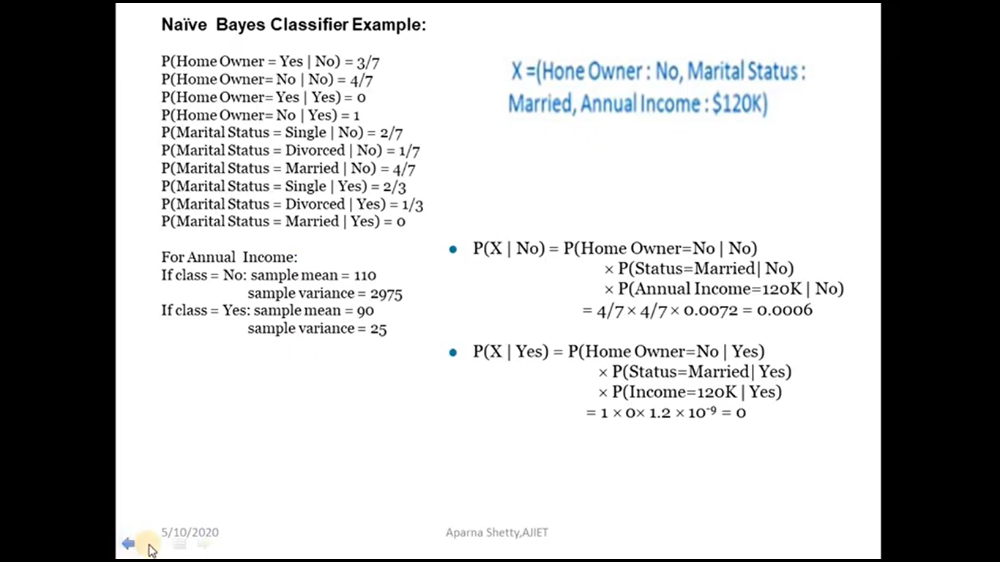 Naïve Bayes Classifier Example:
P(Home Owner = Yes | No) = 3/7
P(Home Owner= No | No) = 4/7
P(Home Owner= Yes | Yes) = 0
P(Home Owner= No | Yes) = 1
P(Marital Status = Single | No) = 2/7
P(Marital Status = Divorced | No) = 1/7
P(Marital Status = Married | No) = 4/7
P(Marital Status = Single | Yes) = 2/3
P(Marital Status = Divorced | Yes) = 1/3
P(Marital Status = Married | Yes) = 0
For Annual Income:
If class = No: sample mean = 110
sample variance = 2975
If class = Yes: sample mean = 90
sample variance = 25
X =(Hone Owner : No, Marital Status :
Married, Annual Income : $120K)
• P(X | No) = P(Home Owner=No | No)
× P(Status=Married| No)
× P(Annual Income=120K | No)
= 4/7 × 4/7 × 0.0072 = 0.0006
• P(X | Yes) = P(Home Owner=No | Yes)
× P(Status=Married| Yes)
× P(Income=120K | Yes)
= 1 × 0× 1.2 × 10⁻⁹ = 0
5/10/2020
Aparna Shetty,AJIET